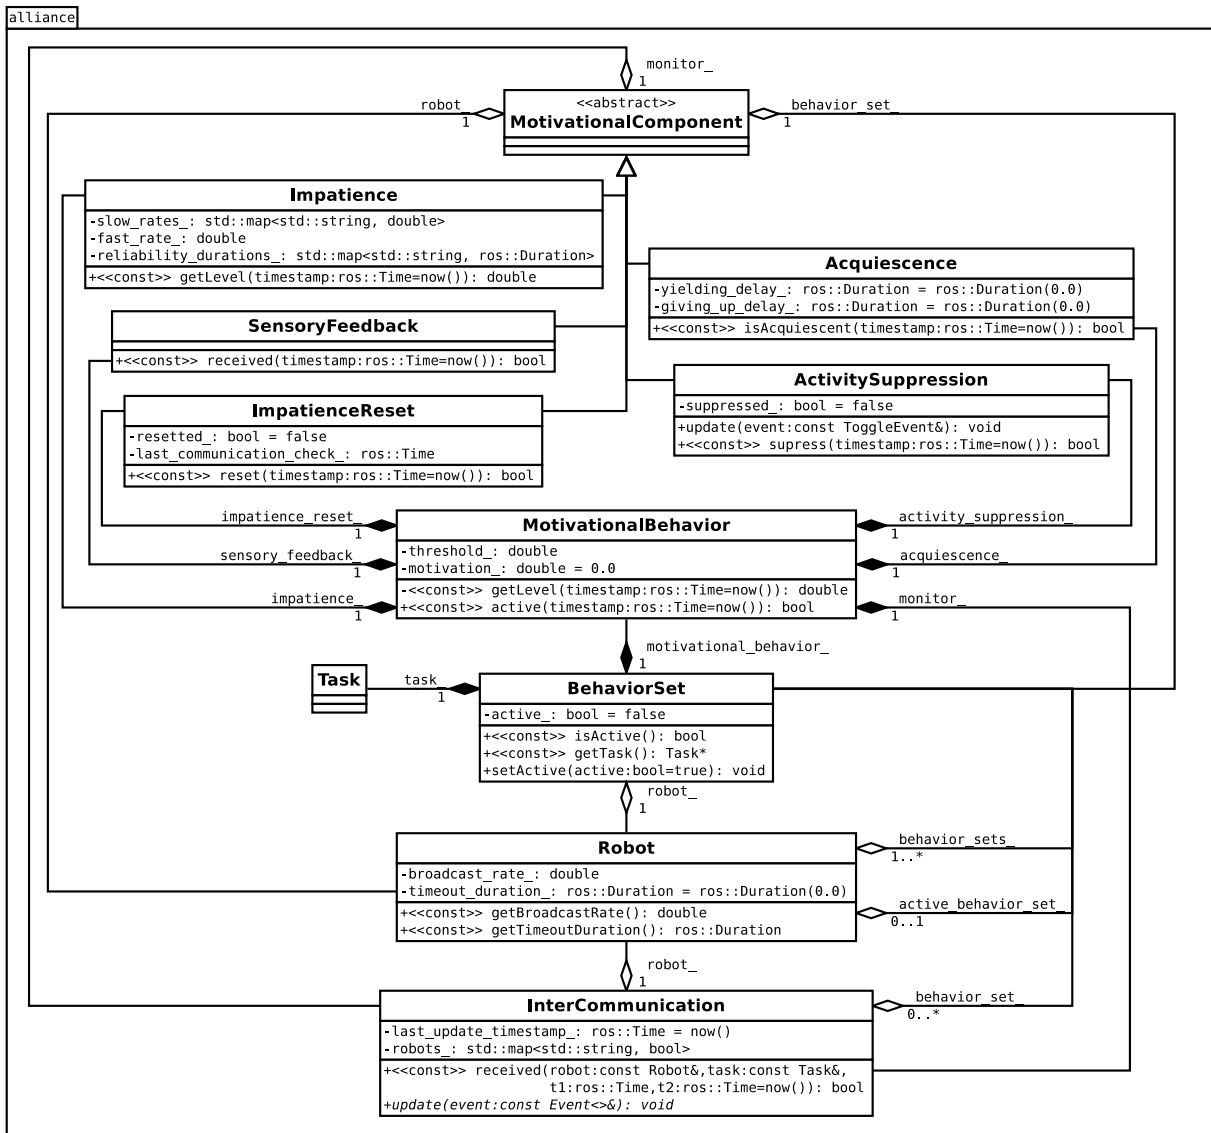 alliance
monitor_
1
robot_
1
<<abstract>>
MotivationalComponent
behavior_set_
1
Impatience
-slow_rates_: std::map<std::string, double>
-fast_rate_: double
-reliability_durations_: std::map<std::string, ros::Duration>
+<<const>> getLevel(timestamp:ros::Time=now()): double
Acquiescence
-yielding_delay_: ros::Duration = ros::Duration(0.0)
-giving_up_delay_: ros::Duration = ros::Duration(0.0)
+<<const>> isAcquiescent(timestamp:ros::Time=now()): bool
SensoryFeedback
+<<const>> received(timestamp:ros::Time=now()): bool
ActivitySuppression
-suppressed_: bool = false
+update(event:const ToggleEvent&): void
+<<const>> supress(timestamp:ros::Time=now()): bool
ImpatienceReset
-resetted_: bool = false
-last_communication_check_: ros::Time
+<<const>> reset(timestamp:ros::Time=now()): bool
impatience_reset_
1
sensory_feedback_
1
impatience_
1
MotivationalBehavior
-threshold_: double
-motivation_: double = 0.0
-<<const>> getLevel(timestamp:ros::Time=now()): double
+<<const>> active(timestamp:ros::Time=now()): bool
activity_suppression_
1
acquiescence_
1
monitor_
1
motivational_behavior_
1
Task
task_
1
BehaviorSet
-active_: bool = false
+<<const>> isActive(): bool
+<<const>> getTask(): Task*
+setActive(active:bool=true): void
robot_
1
Robot
-broadcast_rate_: double
-timeout_duration_: ros::Duration = ros::Duration(0.0)
+<<const>> getBroadcastRate(): double
+<<const>> getTimeoutDuration(): ros::Duration
behavior_sets_
1..*
active_behavior_set_
0..1
robot_
1
InterCommunication
-last_update_timestamp_: ros::Time = now()
-robots_: std::map<std::string, bool>
+<<const>> received(robot:const Robot&,task:const Task&,
t1:ros::Time,t2:ros::Time=now()): bool
+update(event:const Event<>&): void
behavior_set_
0..*